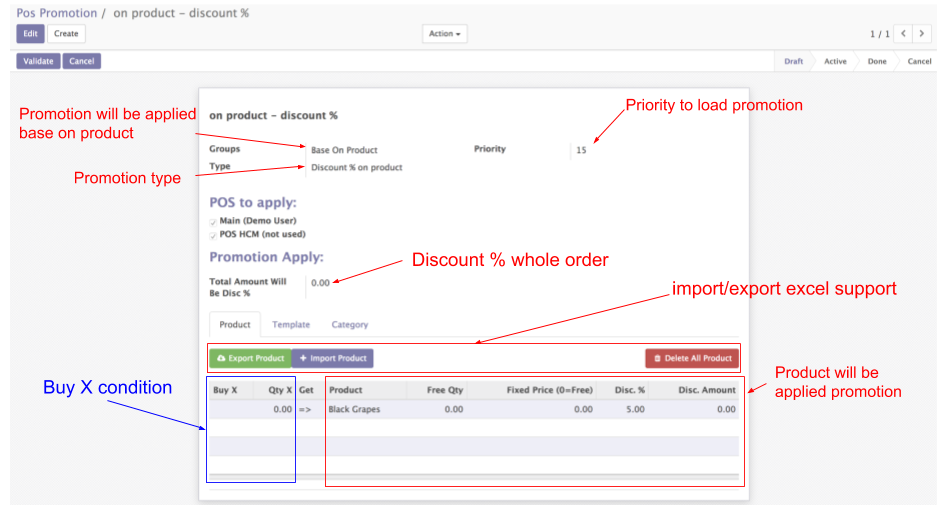 Pos Promotion / on product - discount %
Edit Create Action 1 / 1
Validate Cancel Draft Active Done Cancel
Promotion will be applied
base on product
Priority to load promotion
on product - discount %
Groups Base On Product Priority 15
Type Discount % on product
Promotion type
POS to apply:
Main (Demo User)
POS HCM (not used)
Promotion Apply:
Discount % whole order
Total Amount Will 0.00
Be Disc %
import/export excel support
Product Template Category
Export Product + Import Product Delete All Product
Buy X condition
Product will be
applied promotion
Buy X Qty X Get Product Free Qty Fixed Price (0=Free) Disc. % Disc. Amount
0.00 => Black Grapes 0.00 0.00 5.00 0.00